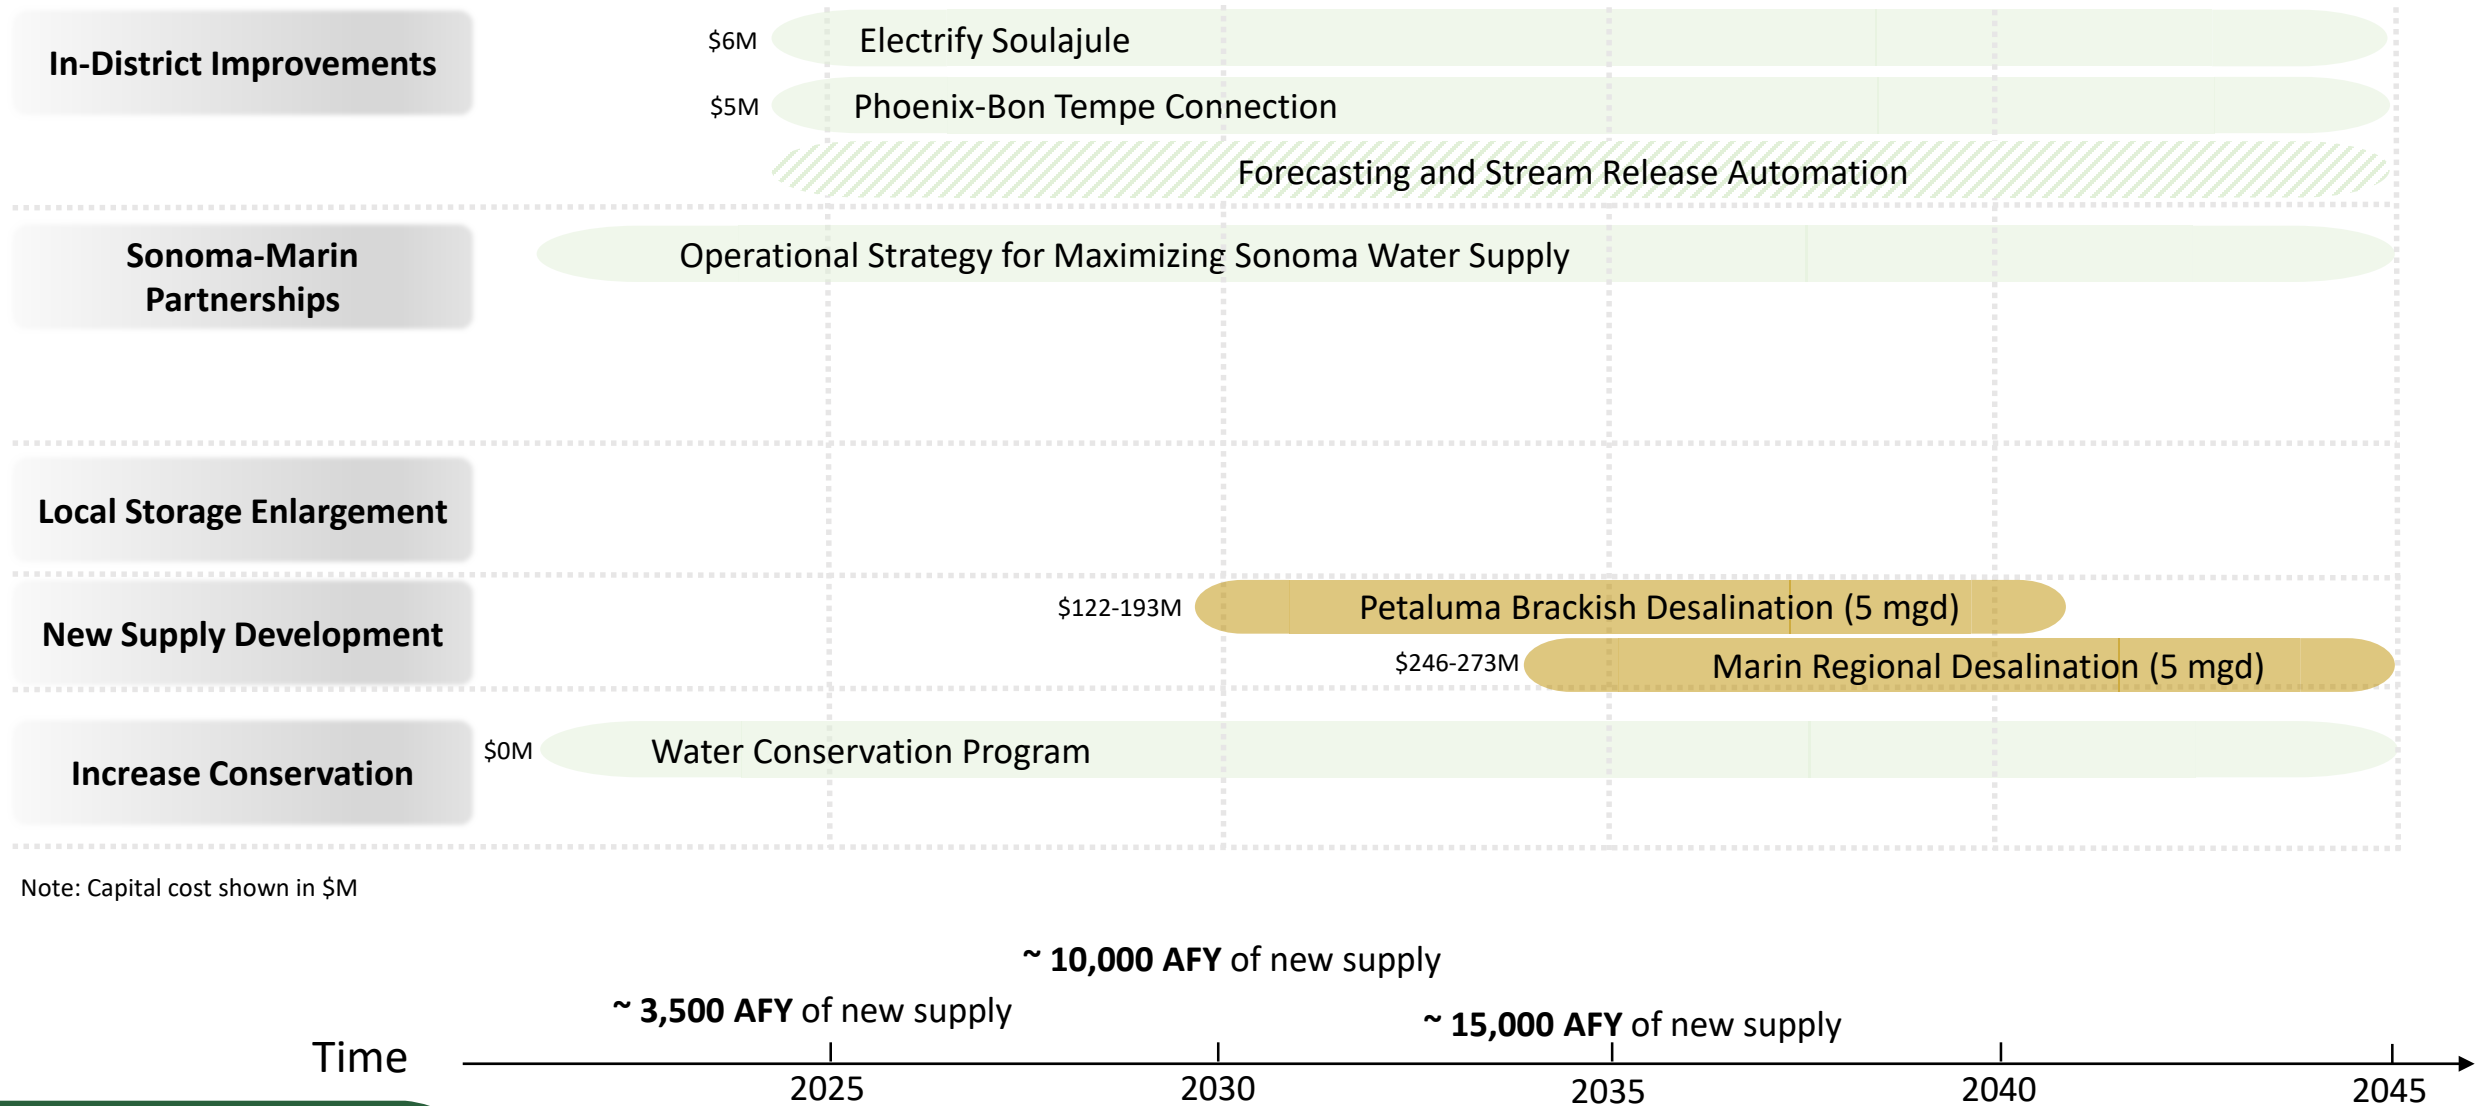 In-District Improvements
$6M
Electrify Soulajule
$5M
Phoenix-Bon Tempe Connection
Forecasting and Stream Release Automation
Sonoma-Marin
Partnerships
Operational Strategy for Maximizing Sonoma Water Supply
Local Storage Enlargement
New Supply Development
$122-193M
Petaluma Brackish Desalination (5 mgd)
$246-273M
Marin Regional Desalination (5 mgd)
Increase Conservation
$0M
Water Conservation Program
Note: Capital cost shown in $M
~ 10,000 AFY of new supply
~ 3,500 AFY of new supply
~ 15,000 AFY of new supply
Time
2025
2030
2035
2040
2045